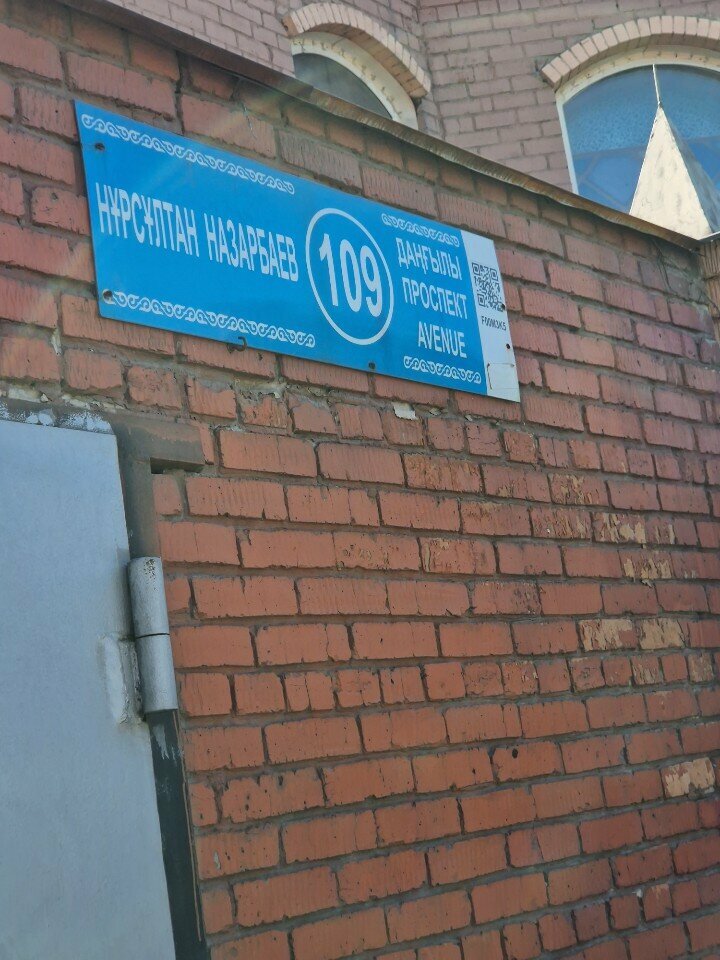 НҰРСҰЛТАН НАЗАРБАЕВ
109
ДАҢҒЫЛЫ
ПРОСПЕКТ
AVENUE